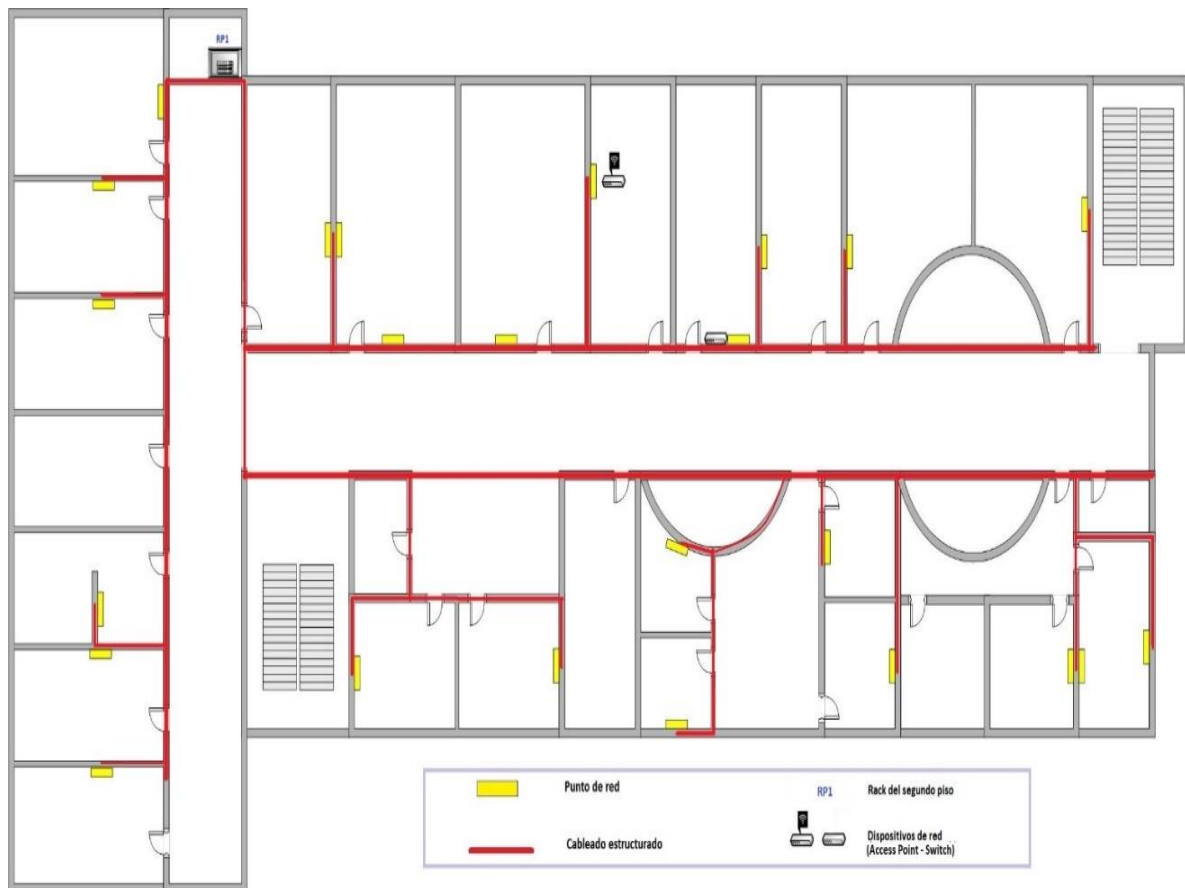 RP1
Punto de red
RP1
Rack del segundo piso
Cableado estructurado
Dispositivos de red
(Access Point - Switch)